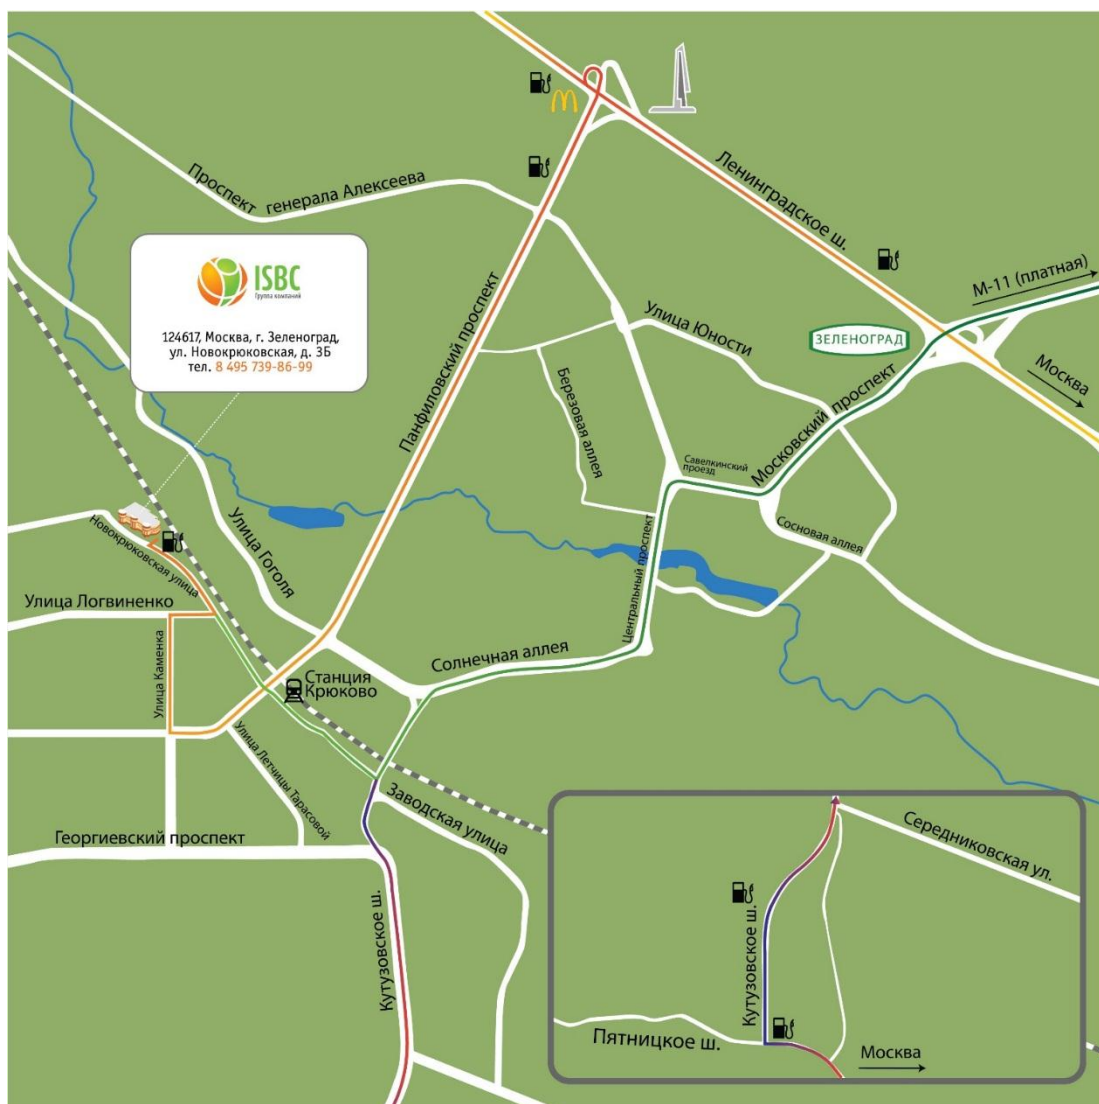 Проспект генерала Алексеева
Ленинградское ш.
М-11 (платная)
ISBC
Группа компаний
124617, Москва, г. Зеленоград,
ул. Новокрюковская, д. 3Б
тел. 8 495 739-86-99
Панфиловский проспект
Улица Юности
ЗЕЛЕНОГРАД
Москва
Березовая аллея
Московский проспект
Савелкинский
проезд
Улица Гоголя
Сосновая аллея
Центральный проспект
Новокрюковская улица
Улица Логвиненко
Улица Каменка
Солнечная аллея
Станция
Крюково
Улица Летчицы Тарасовой
Заводская улица
Георгиевский проспект
Кутузовское ш.
Середниковская ул.
Кутузовское ш.
Пятницкое ш.
Москва